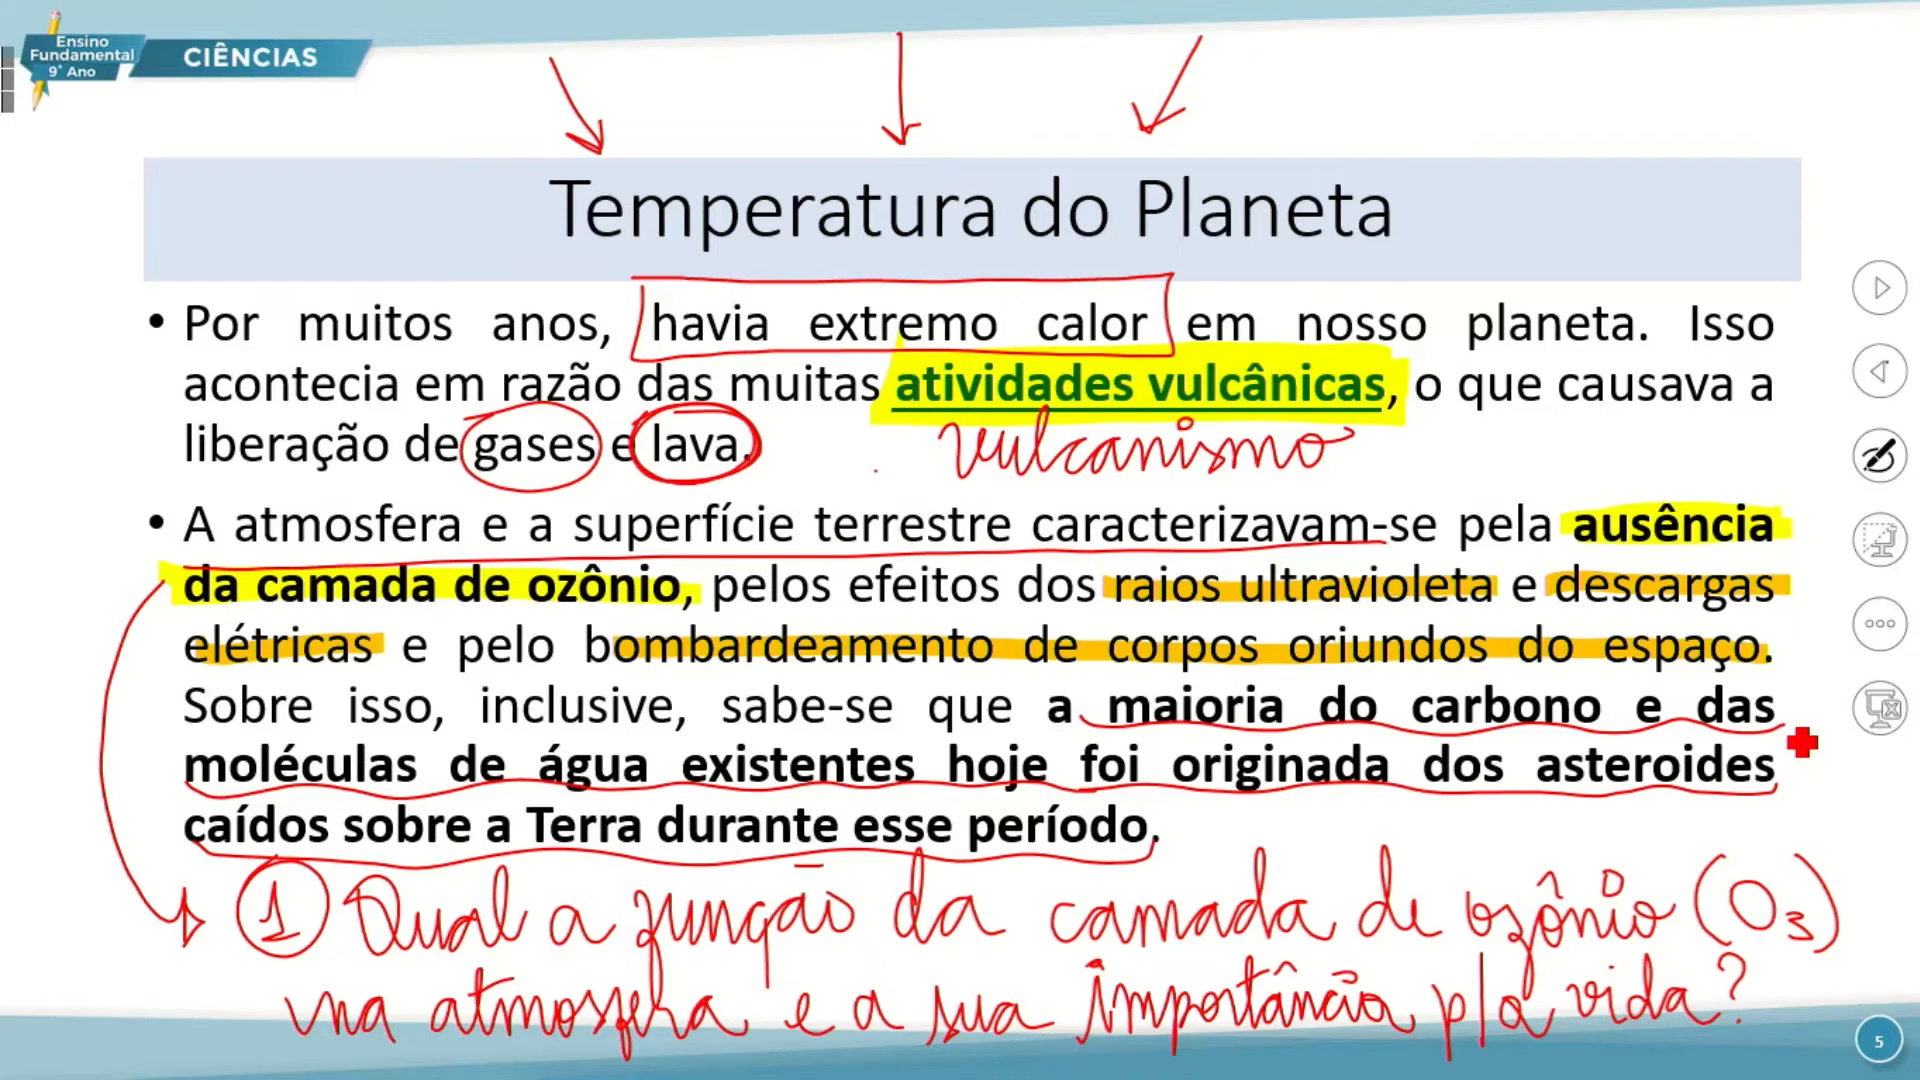 Ensino
Fundamental
9° Ano
CIÊNCIAS
Temperatura do Planeta
• Por muitos anos, havia extremo calor em nosso planeta. Isso
acontecia em razão das muitas atividades vulcânicas, o que causava a
liberação de gases e lava.
vulcanismo
• A atmosfera e a superfície terrestre caracterizavam-se pela ausência
da camada de ozônio, pelos efeitos dos raios ultravioleta e descargas
elétricas e pelo bombardeamento de corpos oriundos do espaço.
Sobre isso, inclusive, sabe-se que a maioria do carbono e das
moléculas de água existentes hoje foi originada dos asteroides
caídos sobre a Terra durante esse período.
1 Qual a função da camada de ozônio (O3)
na atmosfera e a sua importância p/a vida?
5